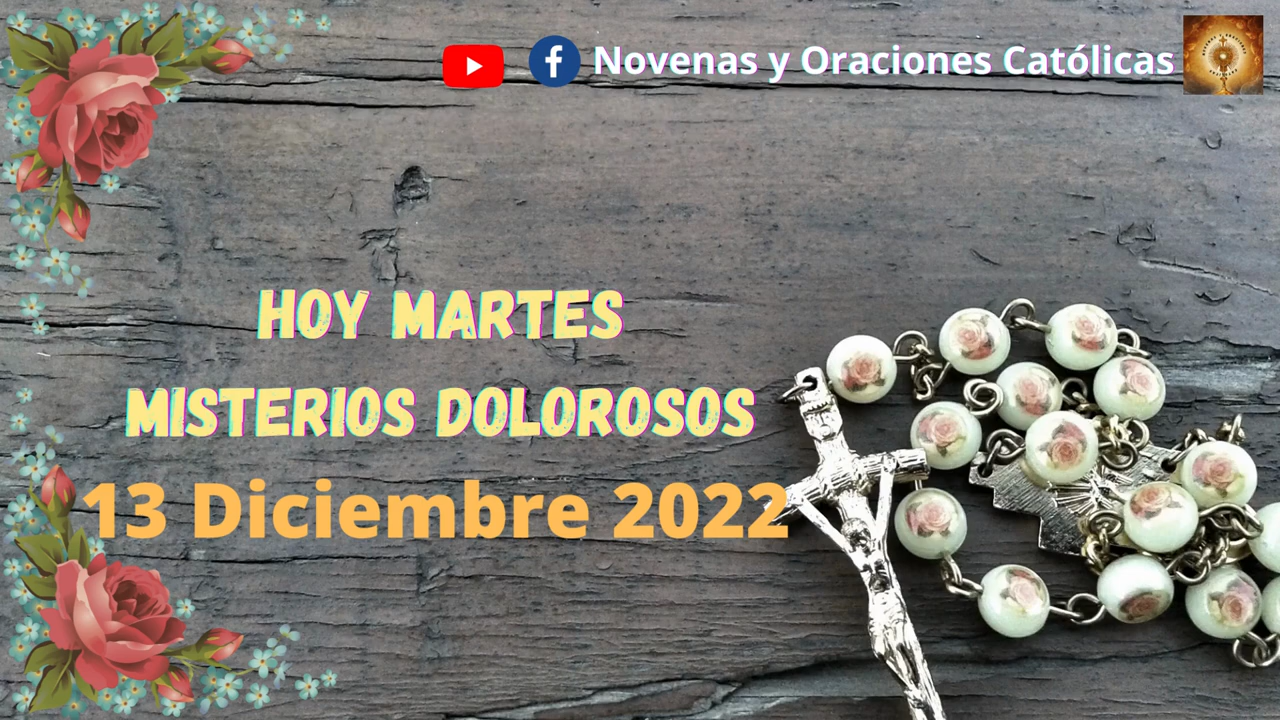 Novenas y Oraciones Católicas
HOY MARTES
MISTERIOS DOLOROSOS
13 Diciembre 2022